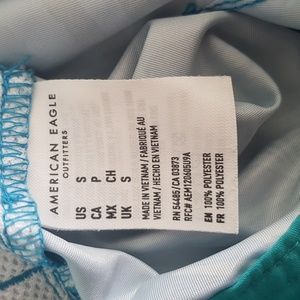 AMERICAN EAGLE
OUTFITTERS
US S
CA P
MX CH
UK S
MADE IN VIETNAM / FABRIQUÉ AU
VIETNAM / HECHO EN VIETNAM
RN 54485 / CA 03873
RFC# AEM120605U9A
EN 100% POLYESTER
FR 100% POLYESTER